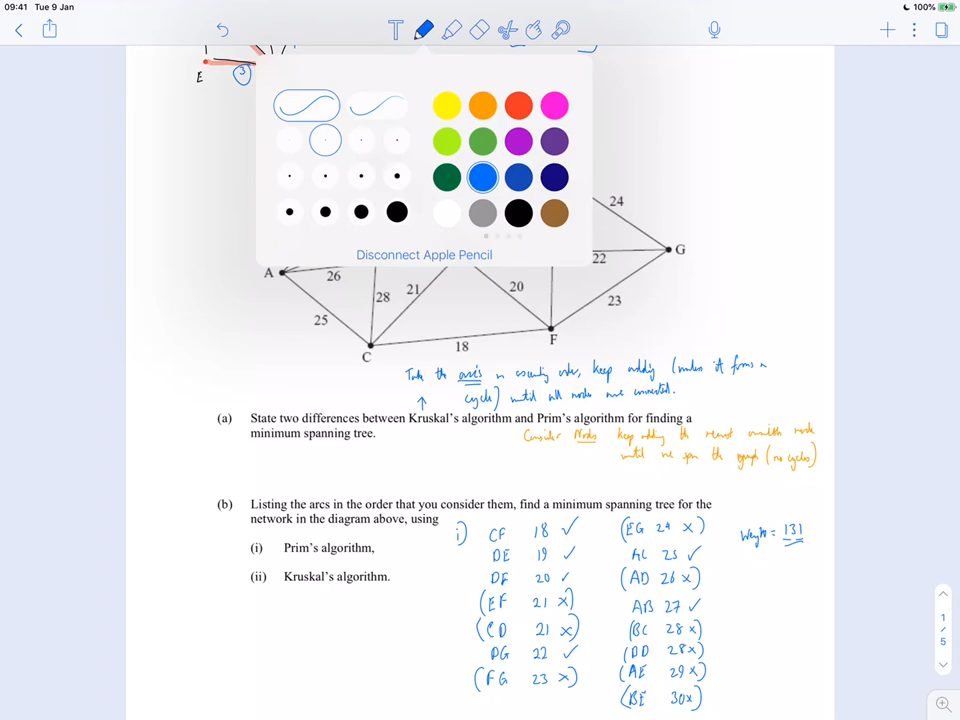 09:41 Tue 9 Jan
100%
E
3
Disconnect Apple Pencil
24
A
26
28
21
20
22
G
25
23
18
C
F
Take the arcs in ascending order, keep adding (unless it forms a
cycle) until all nodes are connected.
(a) State two differences between Kruskal's algorithm and Prim's algorithm for finding a
minimum spanning tree.
Consider Nodes keep adding the nearest node
until we span the graph (no cycles)
(b) Listing the arcs in the order that you consider them, find a minimum spanning tree for the
network in the diagram above, using
(i) Prim's algorithm,
(ii) Kruskal's algorithm.
i) CF 18 ✓
DE 19 ✓
DF 20 ✓
(EF 21 x)
(CD 21 x)
DG 22 ✓
(FG 23 x)
(EG 24 x)
AC 25 ✓
(AD 26 x)
AB 27 ✓
(BC 28 x)
(BD 28x)
(AE 29x)
(BE 30x)
Weight = 131
1
/
5